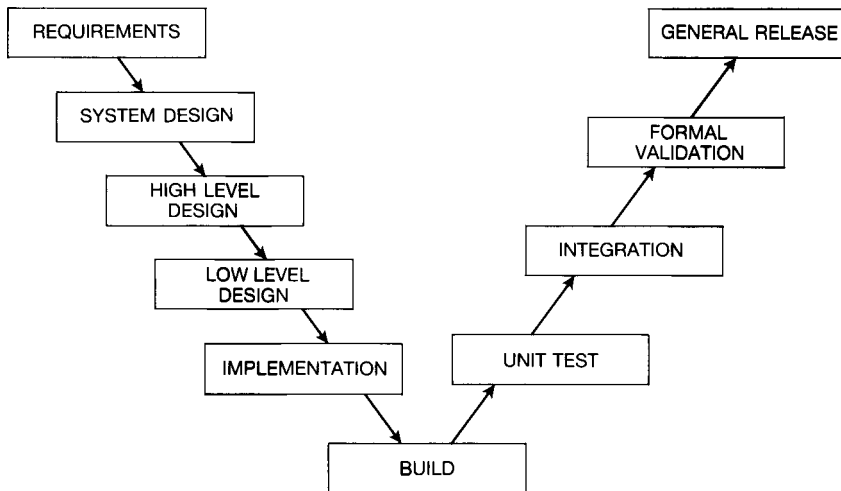 REQUIREMENTS
SYSTEM DESIGN
HIGH LEVEL
DESIGN
LOW LEVEL
DESIGN
IMPLEMENTATION
BUILD
UNIT TEST
INTEGRATION
FORMAL
VALIDATION
GENERAL RELEASE